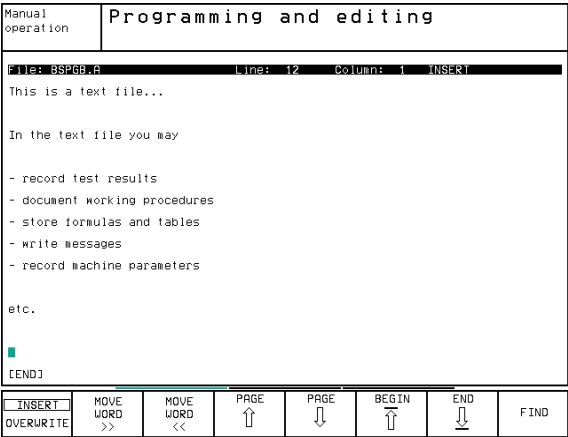 Manual
operation
Programming and editing
File: BSPGB.A Line: 12 Column: 1 INSERT
This is a text file...
In the text file you may
- record test results
- document working procedures
- store formulas and tables
- write messages
- record machine parameters
etc.
[END]
INSERT
OVERWRITE
MOVE
WORD
>>
MOVE
WORD
<<
PAGE
PAGE
BEGIN
END
FIND